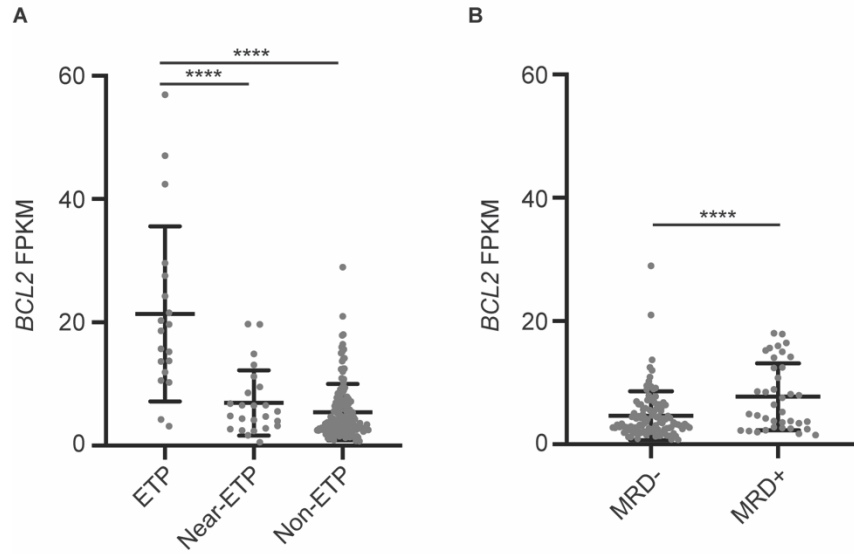 A
B
****
****
60
40
20
0
BCL2 FPKM
ETP
Near-ETP
Non-ETP
****
60
40
20
0
BCL2 FPKM
MRD-
MRD+